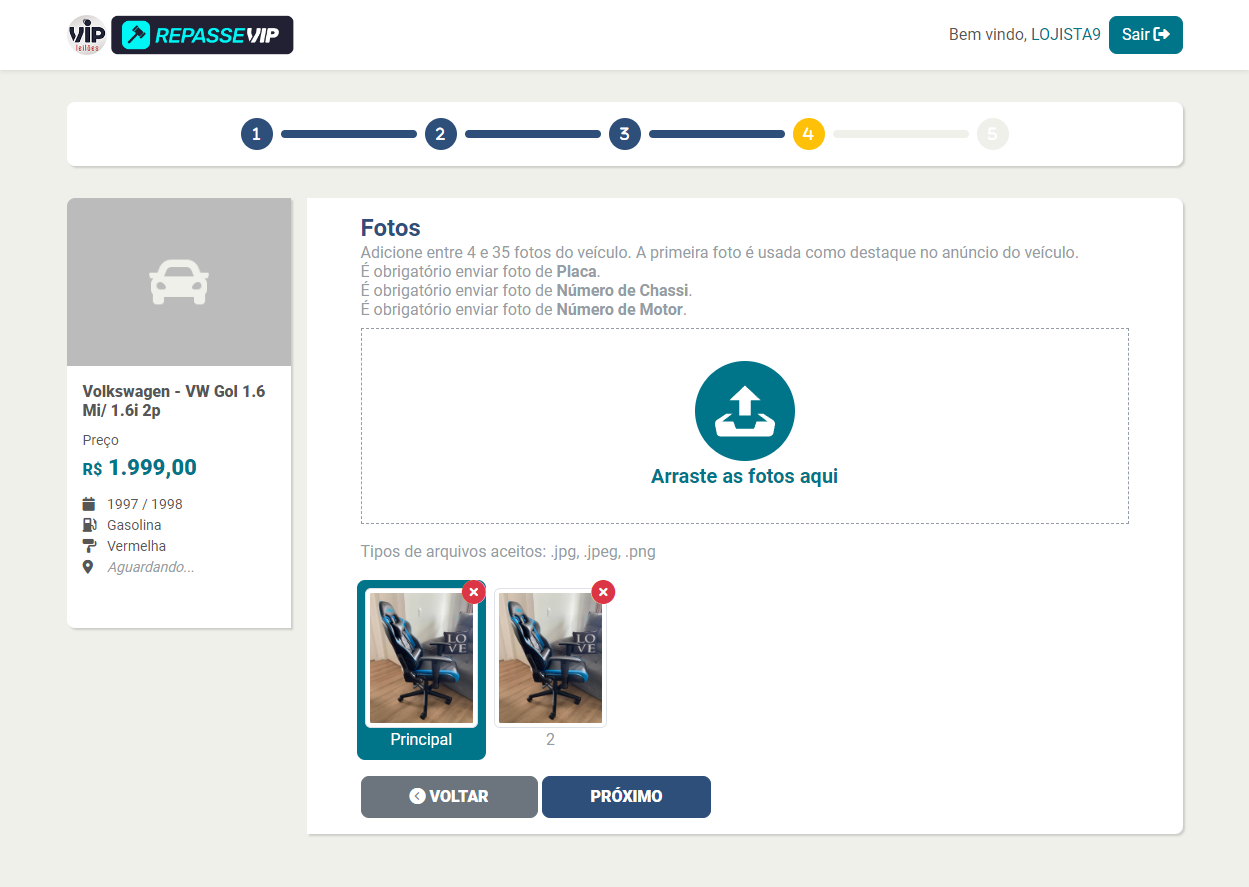 VIP
leilões
REPASSEVIP
Bem vindo, LOJISTA9
Sair
1
2
3
4
5
Volkswagen - VW Gol 1.6
Mi/ 1.6i 2p
Preço
R$ 1.999,00
1997 / 1998
Gasolina
Vermelha
Aguardando...
Fotos
Adicione entre 4 e 35 fotos do veículo. A primeira foto é usada como destaque no anúncio do veículo.
É obrigatório enviar foto de Placa.
É obrigatório enviar foto de Número de Chassi.
É obrigatório enviar foto de Número de Motor.
Arraste as fotos aqui
Tipos de arquivos aceitos: .jpg, .jpeg, .png
LO
VE
LO
VE
Principal
2
VOLTAR
PRÓXIMO